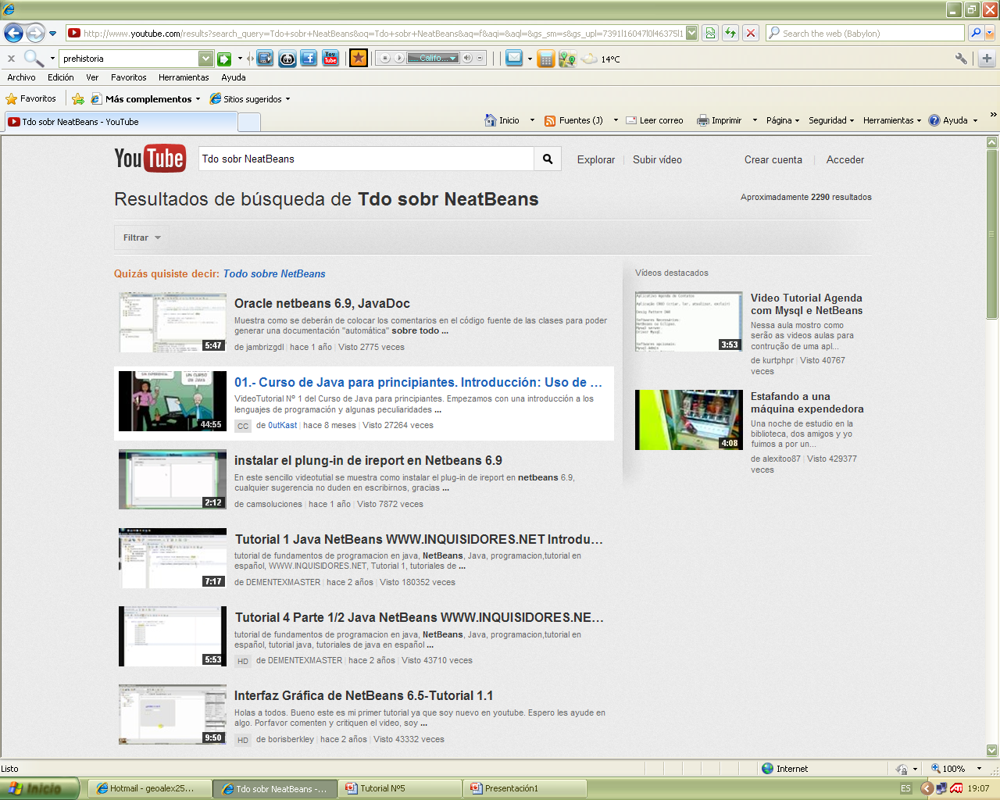 http://www.youtube.com/results?search_query=Tdo+sobr+NeatBeans&oq=Tdo+sobr+NeatBeans&aq=f&aqi=&aql=&gs_sm=s&gs_upl=7391l16047l0l46375l1
Search the web (Babylon)
prehistoria
You Tube
Califo...
14°C
Archivo Edición Ver Favoritos Herramientas Ayuda
Favoritos Más complementos Sitios sugeridos
Tdo sobr NeatBeans - YouTube
Inicio Fuentes (J) Leer correo Imprimir Página Seguridad Herramientas Ayuda
YouTube
Tdo sobr NeatBeans
Explorar Subir vídeo Crear cuenta Acceder
Resultados de búsqueda de Tdo sobr NeatBeans
Aproximadamente 2290 resultados
Filtrar
Quizás quisiste decir: Todo sobre NetBeans
5:47
Oracle netbeans 6.9, JavaDoc
Muestra como se deberán de colocar los comentarios en el código fuente de las clases para poder
generar una documentación "automática" sobre todo ...
de jambrizgdl | hace 1 año | Visto 2775 veces
UN CURSO
DE JAVA
44:55
01.- Curso de Java para principiantes. Introducción: Uso de ...
VideoTutorial Nº 1 del Curso de Java para principiantes. Empezamos con una introducción a los
lenguajes de programación y algunas peculiaridades ...
CC de 0utKast | hace 8 meses | Visto 27264 veces
2:12
instalar el plung-in de ireport en Netbeans 6.9
En este sencillo videotutial se muestra como instalar el plug-in de ireport en netbeans 6.9,
cualquier sugerencia no duden en escribirnos, gracias ...
de camsoluciones | hace 1 año | Visto 7872 veces
7:17
Tutorial 1 Java NetBeans WWW.INQUISIDORES.NET Introdu...
tutorial de fundamentos de programacion en java, NetBeans, Java, programacion,tutorial en
español, WWW.INQUISIDORES.NET, Tutorial 1, tutoriales de ...
de DEMENTEXMASTER | hace 2 años | Visto 180352 veces
5:53
Tutorial 4 Parte 1/2 Java NetBeans WWW.INQUISIDORES.NE...
tutorial de fundamentos de programacion en java, NetBeans, Java, programacion,tutorial en
español, tutorial java, tutoriales de java en español ...
HD de DEMENTEXMASTER | hace 2 años | Visto 43710 veces
9:50
Interfaz Gráfica de NetBeans 6.5-Tutorial 1.1
Holas a todos. Bueno este es mi primer tutorial ya que soy nuevo en youtube. Espero les ayude en
algo. Porfavor comenten y critiquen el video, soy ...
HD de borisberkley | hace 2 años | Visto 43332 veces
Vídeos destacados
3:53
Video Tutorial Agenda
com Mysql e NetBeans
Nessa aula mostro como
serão as videos aulas para
contrução de uma apl...
de kurtphpr | Visto 40767
veces
4:08
Estafando a una
máquina expendedora
Una noche de estudio en la
biblioteca, dos amigos y yo
fuimos a por un...
de alexitoo87 | Visto 429377
veces
Listo
Internet
100%
Inicio
Hotmail - geoalex25...
Tdo sobr NeatBeans -...
Tutorial Nº5
Presentación1
ES
19:07